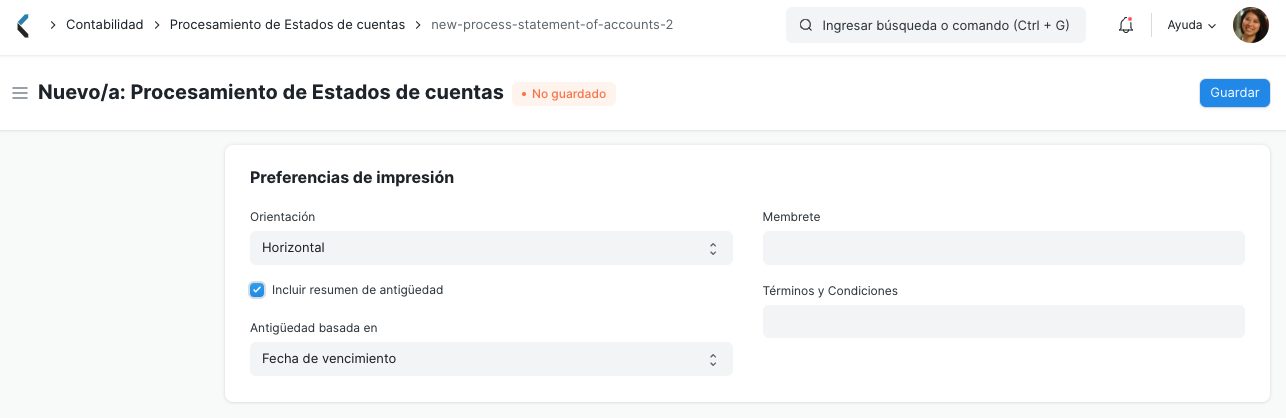 Contabilidad > Procesamiento de Estados de cuentas > new-process-statement-of-accounts-2
Ingresar búsqueda o comando (Ctrl + G)
Ayuda
Nuevo/a: Procesamiento de Estados de cuentas
• No guardado
Guardar
Preferencias de impresión
Orientación
Horizontal
Incluir resumen de antigüedad
Antigüedad basada en
Fecha de vencimiento
Membrete
Términos y Condiciones